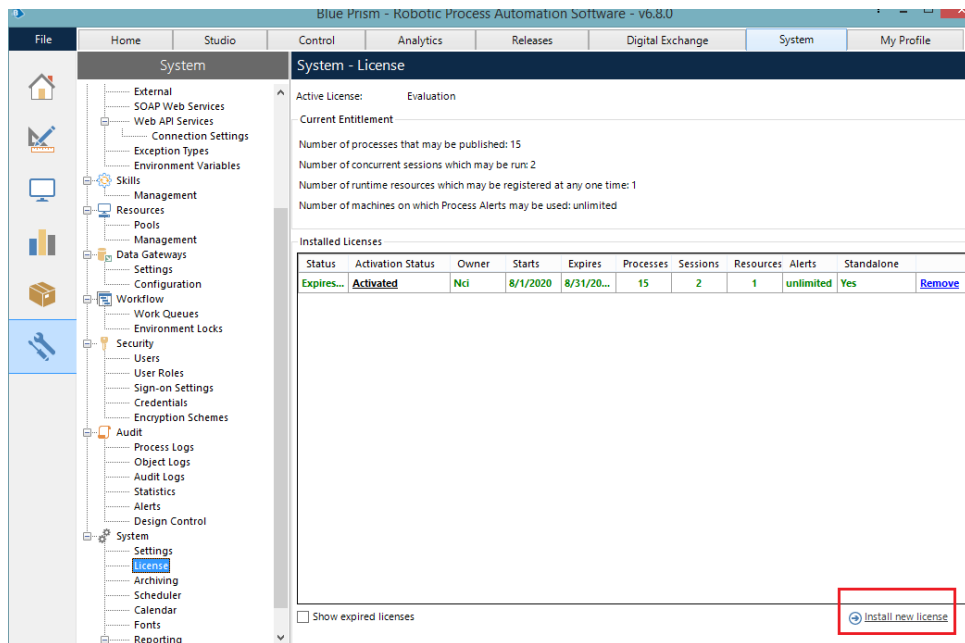 Blue Prism - Robotic Process Automation Software - v6.8.0
File Home Studio Control Analytics Releases Digital Exchange System My Profile
System
External
SOAP Web Services
Web API Services
Connection Settings
Exception Types
Environment Variables
Skills
Management
Resources
Pools
Management
Data Gateways
Settings
Configuration
Workflow
Work Queues
Environment Locks
Security
Users
User Roles
Sign-on Settings
Credentials
Encryption Schemes
Audit
Process Logs
Object Logs
Audit Logs
Statistics
Alerts
Design Control
System
Settings
License
Archiving
Scheduler
Calendar
Fonts
Reporting
System - License
Active License: Evaluation
Current Entitlement
Number of processes that may be published: 15
Number of concurrent sessions which may be run: 2
Number of runtime resources which may be registered at any one time: 1
Number of machines on which Process Alerts may be used: unlimited
Installed Licenses
Status Activation Status Owner Starts Expires Processes Sessions Resources Alerts Standalone
Expires... Activated Nci 8/1/2020 8/31/20... 15 2 1 unlimited Yes Remove
Show expired licenses
Install new license